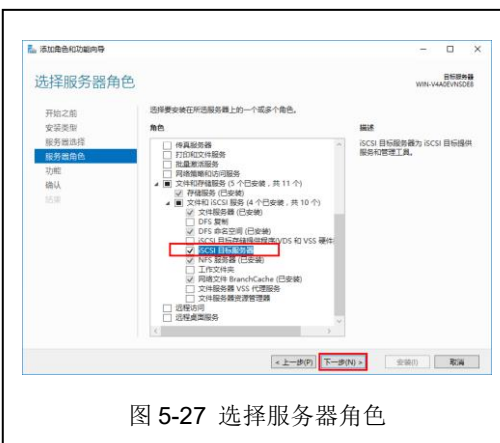 添加角色和功能向导
选择服务器角色
目标服务器
WIN-V4A0EVNSDE8
开始之前
安装类型
服务器选择
服务器角色
功能
确认
结果
选择要安装在所选服务器上的一个或多个角色。
角色
传真服务器
打印和文件服务
批量激活服务
网络策略和访问服务
文件和存储服务 (5 个已安装，共 11 个)
存储服务 (已安装)
文件和 iSCSI 服务 (4 个已安装，共 10 个)
文件服务器 (已安装)
DFS 复制
DFS 命名空间 (已安装)
iSCSI 目标存储提供程序(VDS 和 VSS 硬件
iSCSI 目标服务器
NFS 服务器 (已安装)
工作文件夹
网络文件 BranchCache (已安装)
文件服务器 VSS 代理服务
文件服务器资源管理器
远程访问
远程桌面服务
描述
iSCSI 目标服务器为 iSCSI 目标提供
服务和管理工具。
< 上一步(P)
下一步(N) >
安装(I)
取消
图 5-27 选择服务器角色